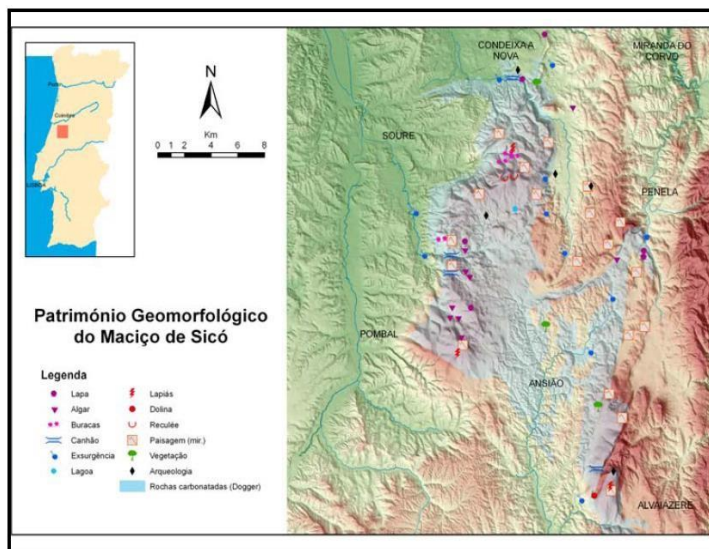 Porto
Coimbra
LISBOA
N
Km
0 1 2 4 6 8
Património Geomorfológico
do Maciço de Sicó
Legenda
Lapa
Algar
Buracas
Canhão
Exsurgência
Lagoa
Lapiás
Dolina
Reculée
Paisagem (mir.)
Vegetação
Arqueologia
Rochas carbonatadas (Dogger)
CONDEIXA A
NOVA
MIRANDA DO
CORVO
SOURE
PENELA
POMBAL
ANSIÃO
ALVAIAZERE